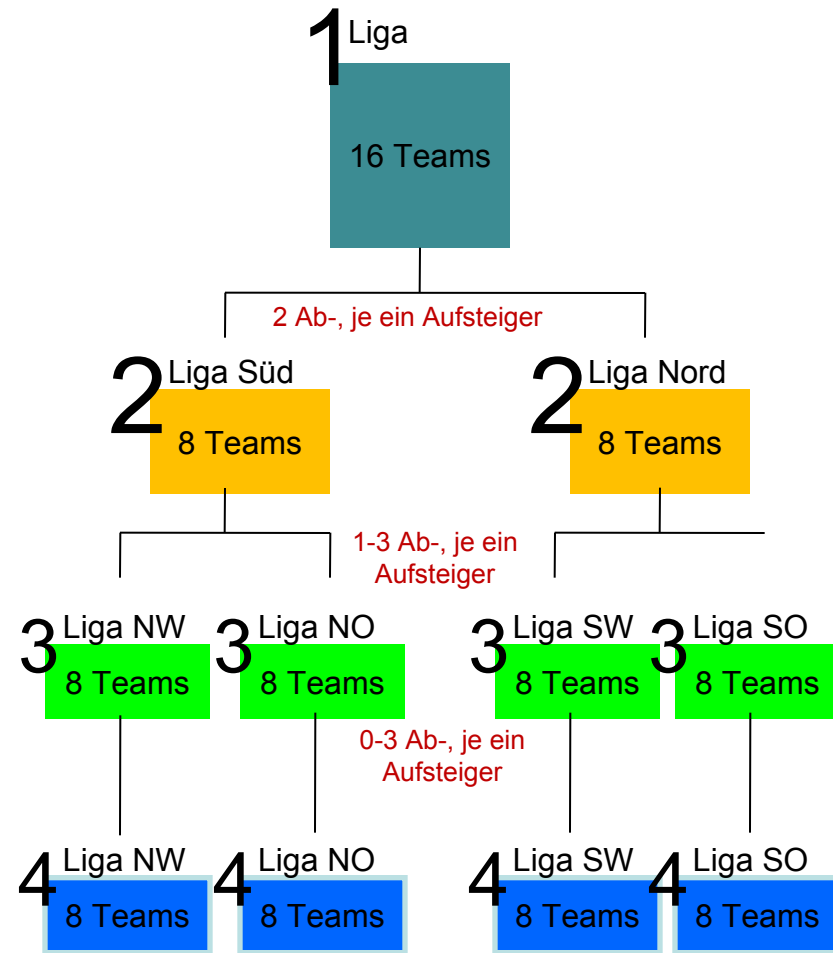 1 Liga
16 Teams
2 Ab-, je ein Aufsteiger
2 Liga Süd
8 Teams
2 Liga Nord
8 Teams
1-3 Ab-, je ein
Aufsteiger
3 Liga NW
8 Teams
3 Liga NO
8 Teams
3 Liga SW
8 Teams
3 Liga SO
8 Teams
0-3 Ab-, je ein
Aufsteiger
4 Liga NW
8 Teams
4 Liga NO
8 Teams
4 Liga SW
8 Teams
4 Liga SO
8 Teams